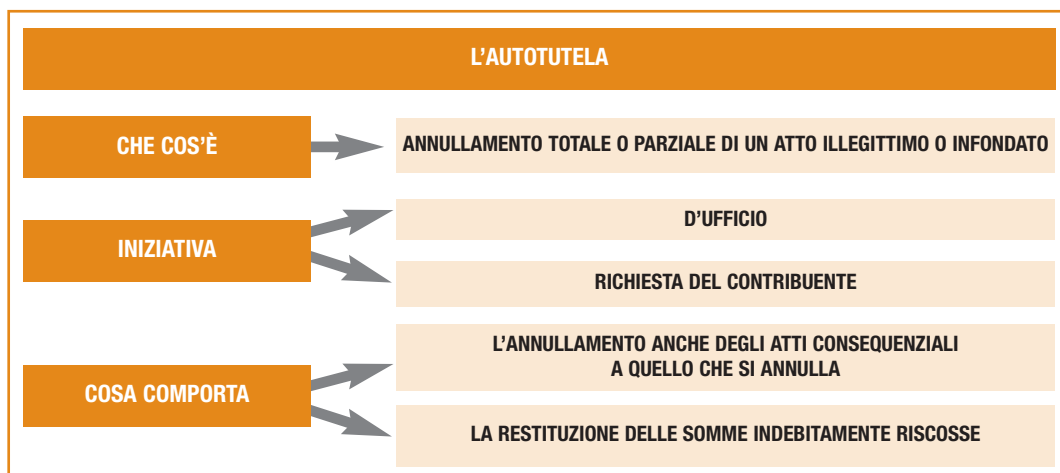 L'AUTOTUTELA
CHE COS'È
ANNULLAMENTO TOTALE O PARZIALE DI UN ATTO ILLEGITTIMO O INFONDATO
INIZIATIVA
D'UFFICIO
RICHIESTA DEL CONTRIBUENTE
COSA COMPORTA
L'ANNULLAMENTO ANCHE DEGLI ATTI CONSEQUENZIALI
A QUELLO CHE SI ANNULLA
LA RESTITUZIONE DELLE SOMME INDEBITAMENTE RISCOSSE